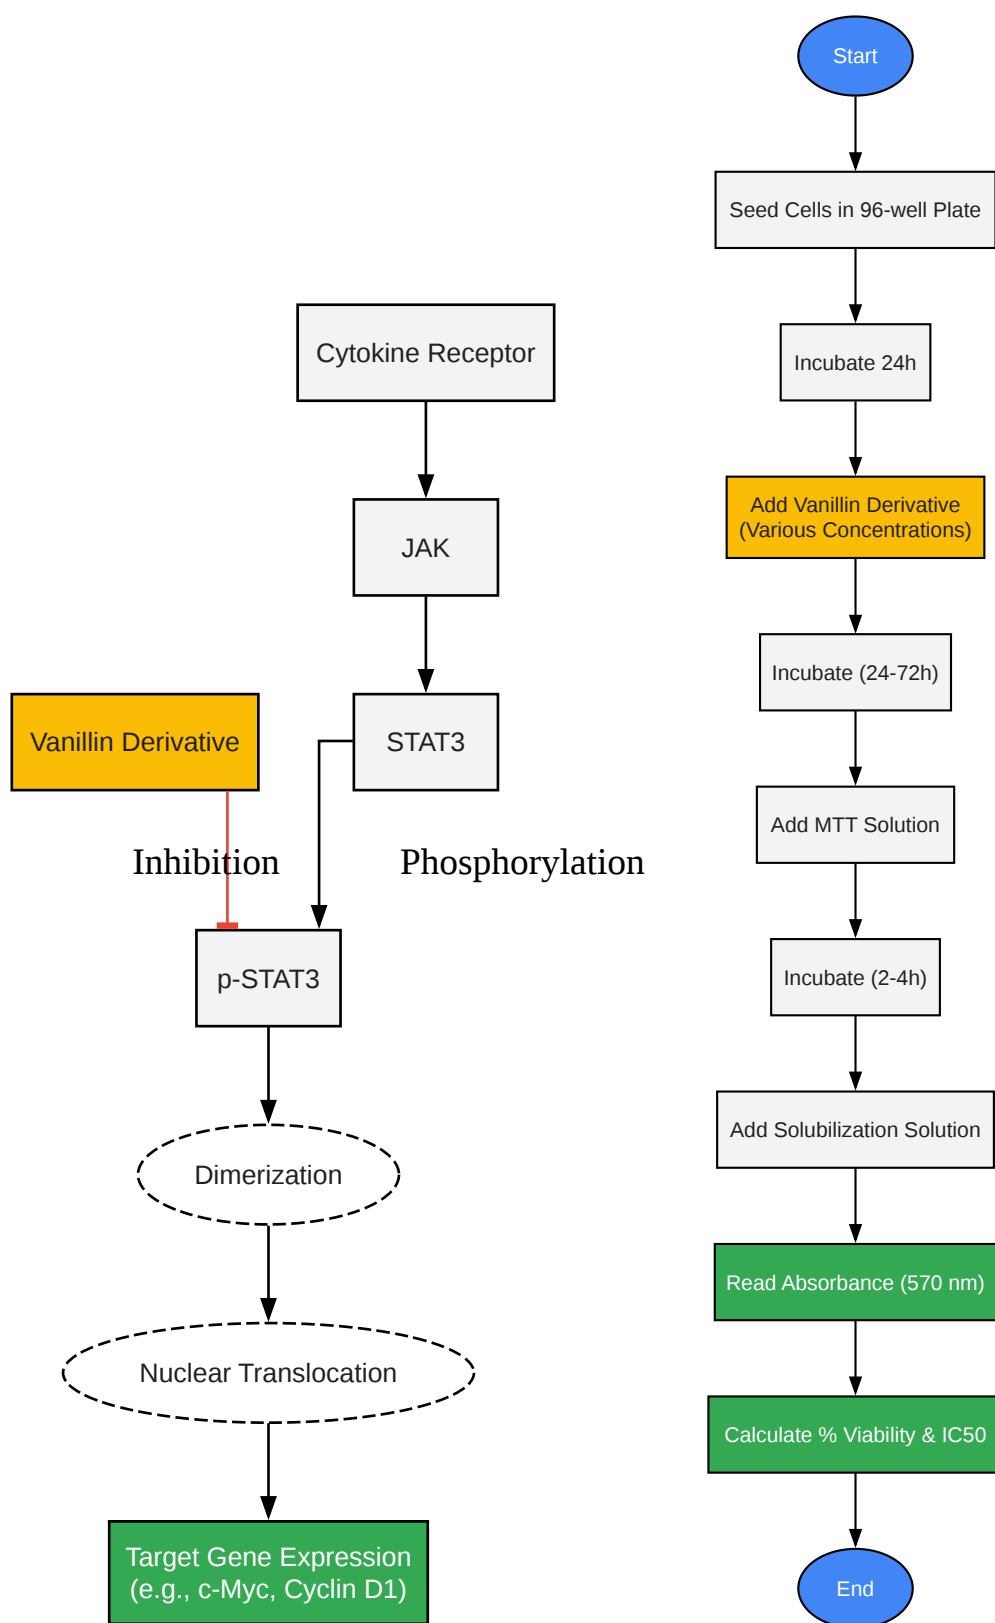 Cytokine Receptor
JAK
Vanillin Derivative
STAT3
Inhibition
Phosphorylation
p-STAT3
Dimerization
Nuclear Translocation
Target Gene Expression
(e.g., c-Myc, Cyclin D1)
Start
Seed Cells in 96-well Plate
Incubate 24h
Add Vanillin Derivative
(Various Concentrations)
Incubate (24-72h)
Add MTT Solution
Incubate (2-4h)
Add Solubilization Solution
Read Absorbance (570 nm)
Calculate % Viability & IC50
End